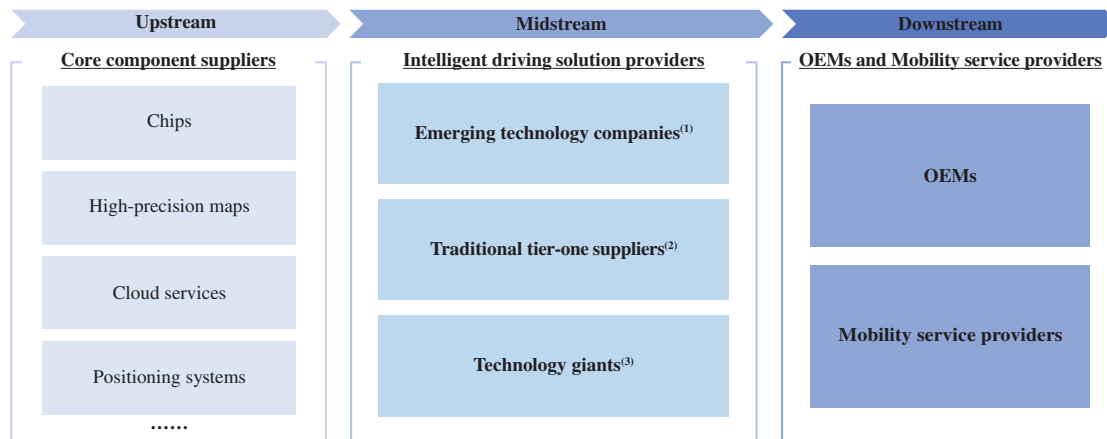 Upstream
Midstream
Downstream
Core component suppliers
Chips
High-precision maps
Cloud services
Positioning systems
......
Intelligent driving solution providers
Emerging technology companies(1)
Traditional tier-one suppliers(2)
Technology giants(3)
OEMs and Mobility service providers
OEMs
Mobility service providers